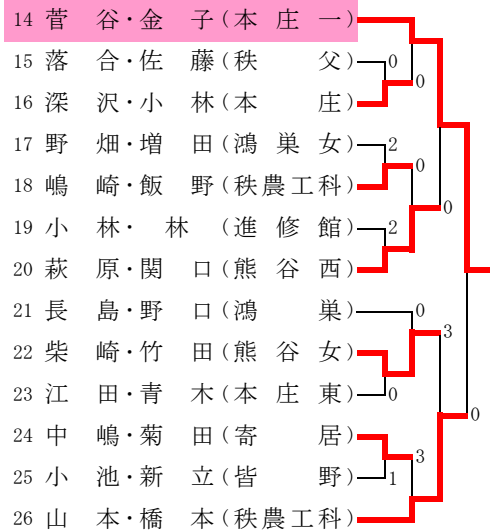 14 菅 谷・金 子(本 庄 一)
15 落 合・佐 藤(秩 父) 0
0
16 深 沢・小 林(本 庄)
17 野 畑・増 田(鴻 巣 女) 2
0
18 嶋 崎・飯 野(秩農工科)
0
19 小 林・ 林 (進 修 館) 2
20 萩 原・関 口(熊 谷 西)
21 長 島・野 口(鴻 巣) 0
3
22 柴 崎・竹 田(熊 谷 女)
23 江 田・青 木(本 庄 東) 0
0
24 中 嶋・菊 田(寄 居)
3
25 小 池・新 立(皆 野) 1
26 山 本・橋 本(秩農工科)